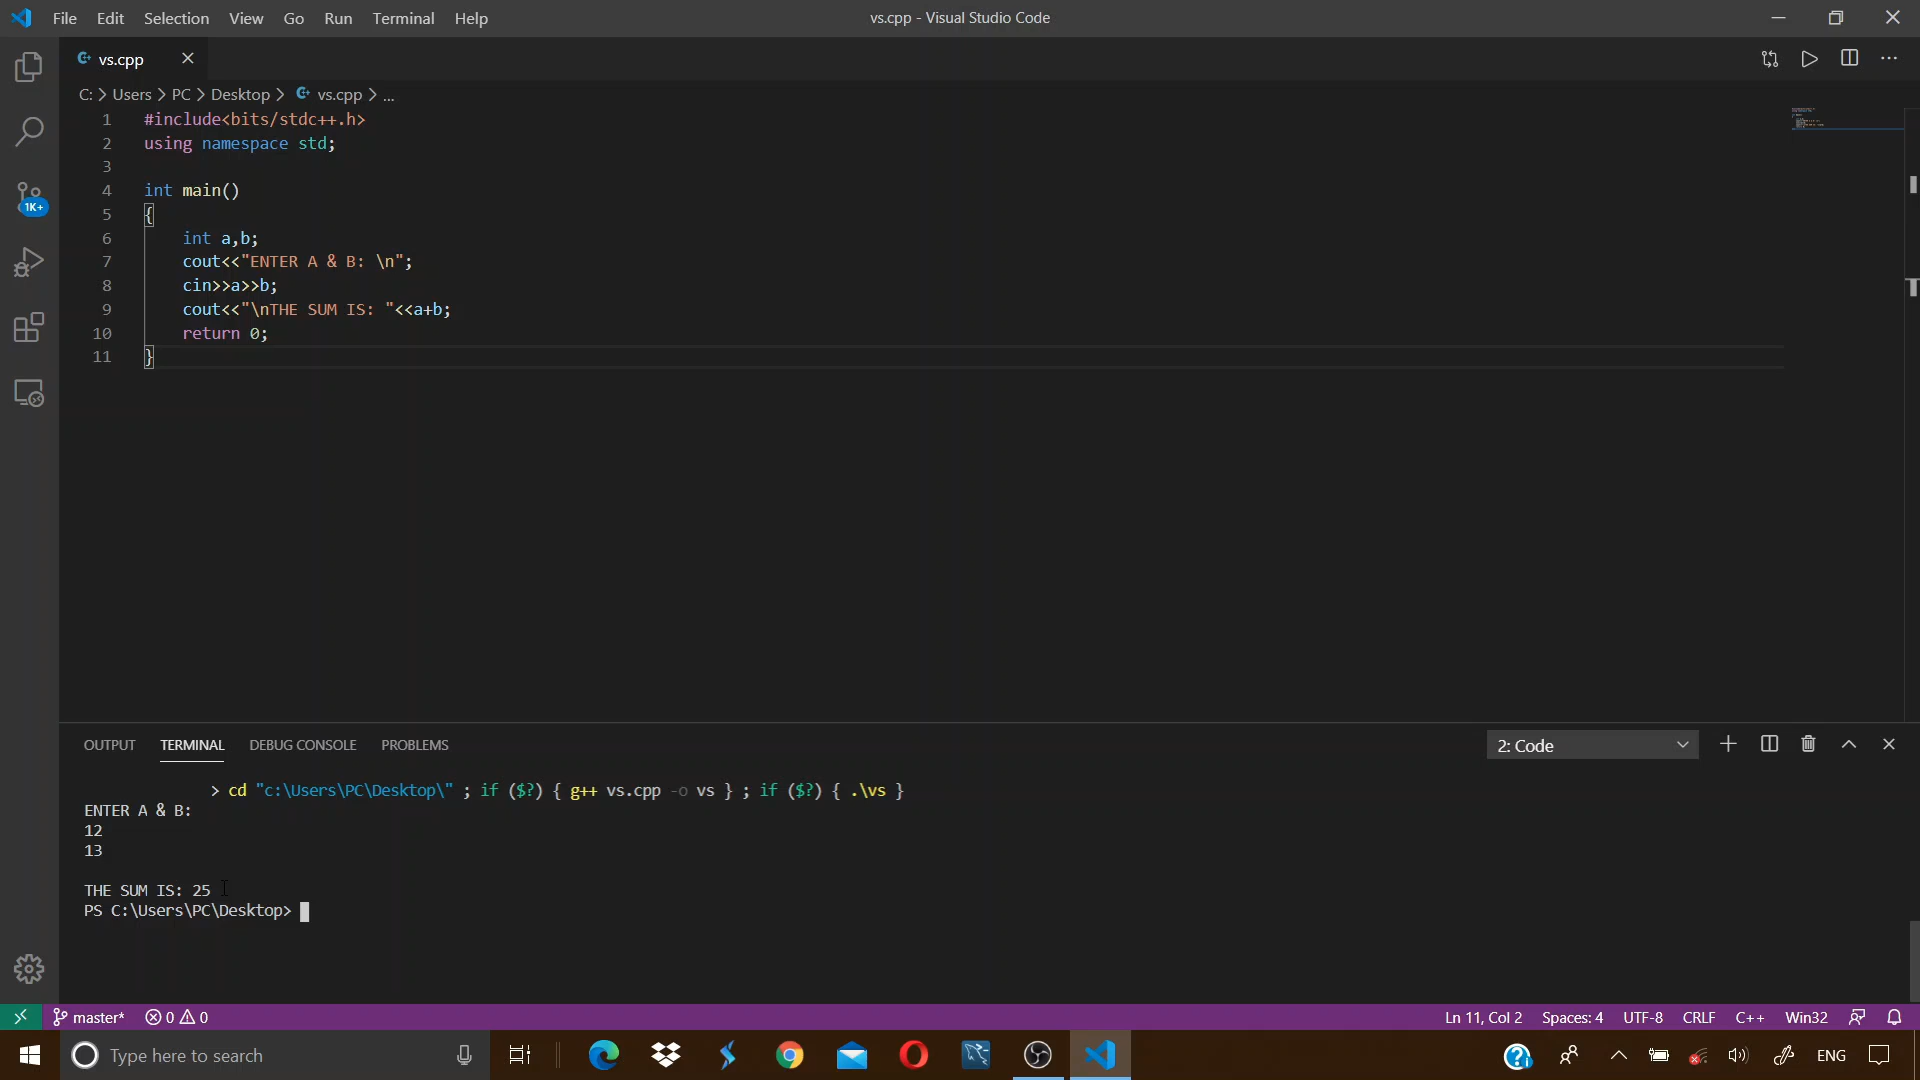 File Edit Selection View Go Run Terminal Help
vs.cpp - Visual Studio Code
vs.cpp
C: > Users > PC > Desktop > vs.cpp > ...
1 #include<bits/stdc++.h>
2 using namespace std;
3
4 int main()
5 {
6 int a,b;
7 cout<<"ENTER A & B: \n";
8 cin>>a>>b;
9 cout<<"\nTHE SUM IS: "<<a+b;
10 return 0;
11 }
1K+
OUTPUT TERMINAL DEBUG CONSOLE PROBLEMS
2: Code
> cd "c:\Users\PC\Desktop\" ; if ($?) { g++ vs.cpp -o vs } ; if ($?) { .\vs }
ENTER A & B:
12
13
THE SUM IS: 25
PS C:\Users\PC\Desktop>
master* 0 0 Ln 11, Col 2 Spaces: 4 UTF-8 CRLF C++ Win32
Type here to search
ENG